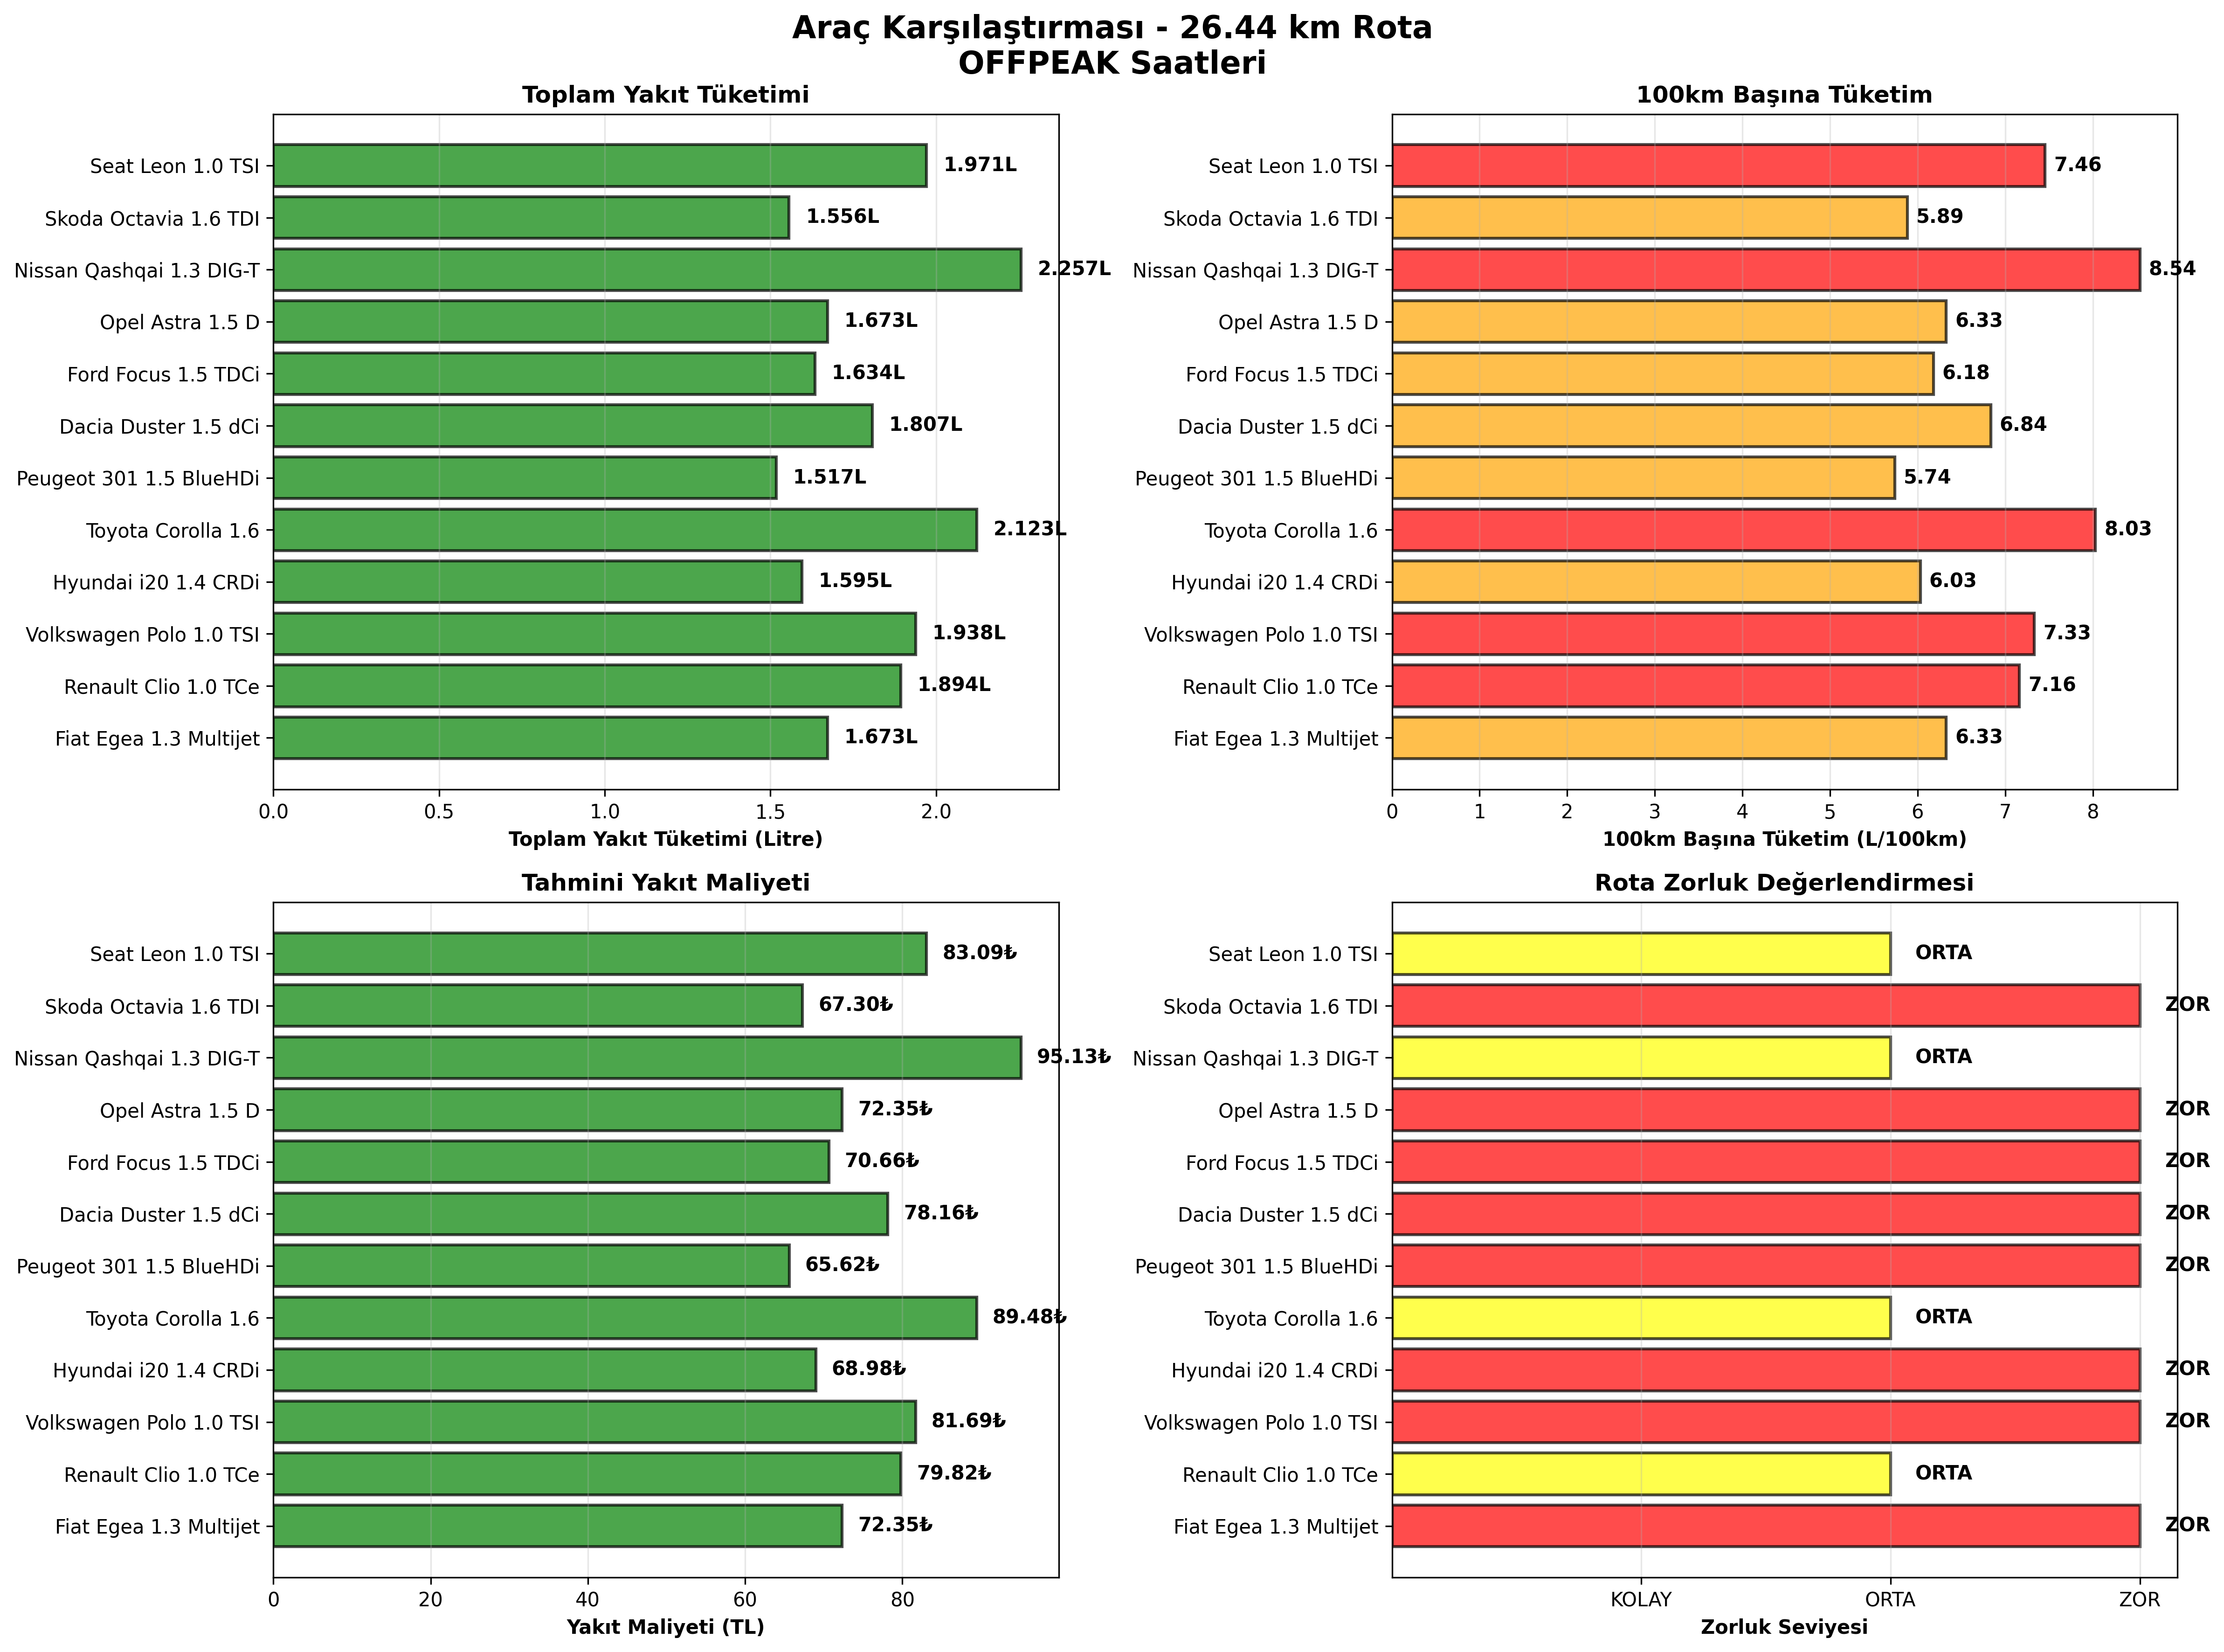 Araç Karşılaştırması - 26.44 km Rota
OFFPEAK Saatleri
Toplam Yakıt Tüketimi
Seat Leon 1.0 TSI 1.971L
Skoda Octavia 1.6 TDI 1.556L
Nissan Qashqai 1.3 DIG-T 2.257L
Opel Astra 1.5 D 1.673L
Ford Focus 1.5 TDCi 1.634L
Dacia Duster 1.5 dCi 1.807L
Peugeot 301 1.5 BlueHDi 1.517L
Toyota Corolla 1.6 2.123L
Hyundai i20 1.4 CRDi 1.595L
Volkswagen Polo 1.0 TSI 1.938L
Renault Clio 1.0 TCe 1.894L
Fiat Egea 1.3 Multijet 1.673L
0.0 0.5 1.0 1.5 2.0
Toplam Yakıt Tüketimi (Litre)
100km Başına Tüketim
Seat Leon 1.0 TSI 7.46
Skoda Octavia 1.6 TDI 5.89
Nissan Qashqai 1.3 DIG-T 8.54
Opel Astra 1.5 D 6.33
Ford Focus 1.5 TDCi 6.18
Dacia Duster 1.5 dCi 6.84
Peugeot 301 1.5 BlueHDi 5.74
Toyota Corolla 1.6 8.03
Hyundai i20 1.4 CRDi 6.03
Volkswagen Polo 1.0 TSI 7.33
Renault Clio 1.0 TCe 7.16
Fiat Egea 1.3 Multijet 6.33
0 1 2 3 4 5 6 7 8
100km Başına Tüketim (L/100km)
Tahmini Yakıt Maliyeti
Seat Leon 1.0 TSI 83.09₺
Skoda Octavia 1.6 TDI 67.30₺
Nissan Qashqai 1.3 DIG-T 95.13₺
Opel Astra 1.5 D 72.35₺
Ford Focus 1.5 TDCi 70.66₺
Dacia Duster 1.5 dCi 78.16₺
Peugeot 301 1.5 BlueHDi 65.62₺
Toyota Corolla 1.6 89.48₺
Hyundai i20 1.4 CRDi 68.98₺
Volkswagen Polo 1.0 TSI 81.69₺
Renault Clio 1.0 TCe 79.82₺
Fiat Egea 1.3 Multijet 72.35₺
0 20 40 60 80
Yakıt Maliyeti (TL)
Rota Zorluk Değerlendirmesi
Seat Leon 1.0 TSI ORTA
Skoda Octavia 1.6 TDI ZOR
Nissan Qashqai 1.3 DIG-T ORTA
Opel Astra 1.5 D ZOR
Ford Focus 1.5 TDCi ZOR
Dacia Duster 1.5 dCi ZOR
Peugeot 301 1.5 BlueHDi ZOR
Toyota Corolla 1.6 ORTA
Hyundai i20 1.4 CRDi ZOR
Volkswagen Polo 1.0 TSI ZOR
Renault Clio 1.0 TCe ORTA
Fiat Egea 1.3 Multijet ZOR
KOLAY ORTA ZOR
Zorluk Seviyesi